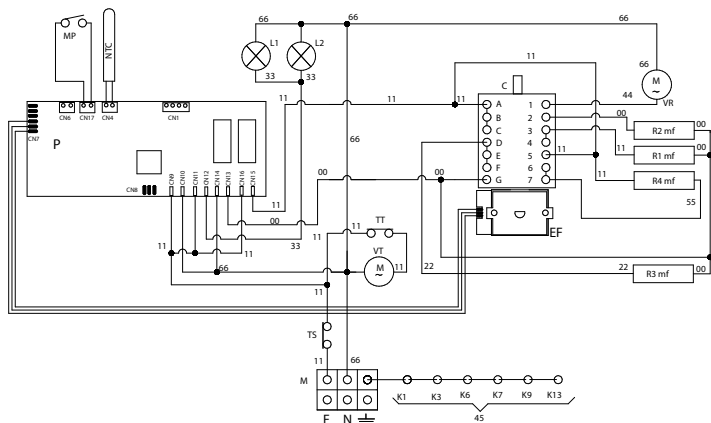 66 66
MP NTC L1 L2 66 M ~ VR
33 33 11 44
C
CN6 CN17 CN4 CN1
11 11 11
A 1
B 2 00 R2 mf 00
C 3 11 R1 mf 00
D 4
E 5 11
F 6
G 7 11 R4 mf
P CN7 CN8
CN9 CN10 CN11 CN12 CN14 CN13 CN16 CN15
66
00 00
11 00 55
EF
11 11 33 11 11 TT
VT M ~ 11
66
22 22 R3 mf 00
11
TS
11 66
M
K1 K3 K6 K7 K9 K13
F N
45